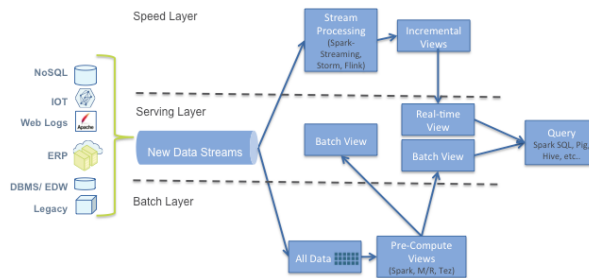 Speed Layer
Stream
Processing
(Spark-
Streaming,
Storm, Flink)
Incremental
Views
NoSQL
IOT
Web Logs
APACHE
ERP
DBMS/ EDW
Legacy
Serving Layer
New Data Streams
Batch View
Real-time
View
Batch View
Query
Spark SQL, Pig,
Hive, etc..
Batch Layer
All Data
Pre-Compute
Views
(Spark, M/R, Tez)